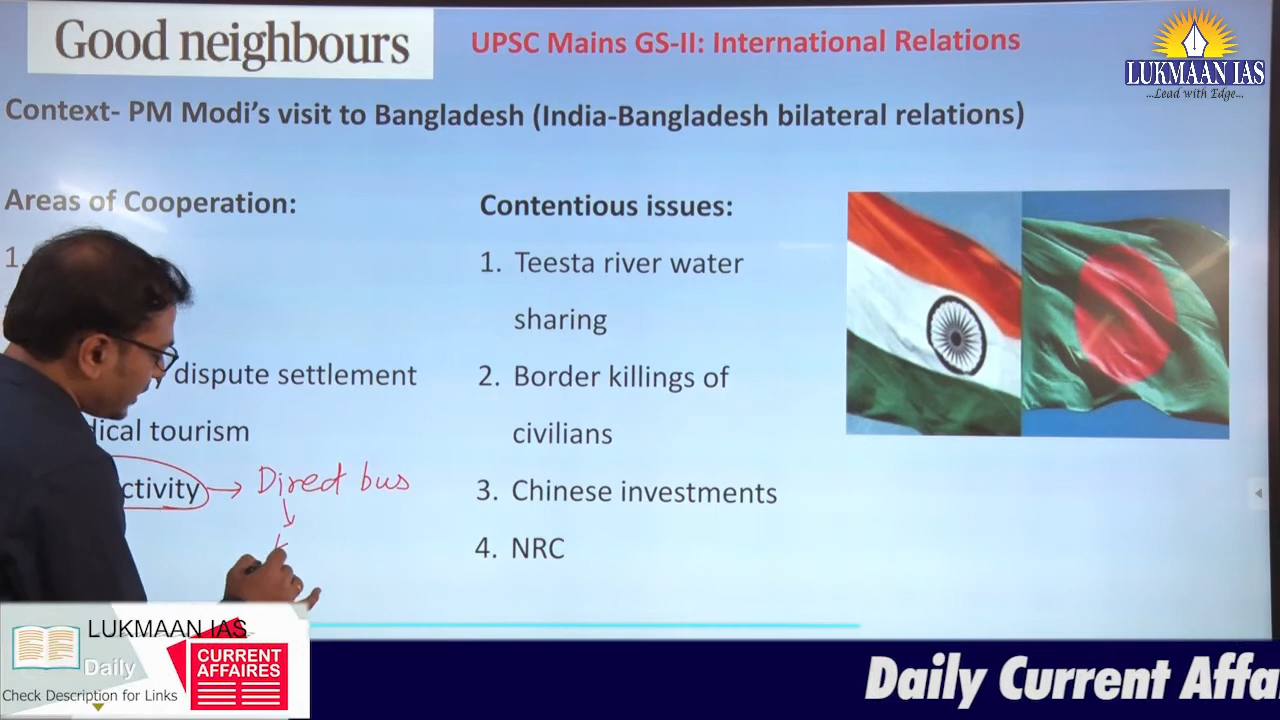 Good neighbours
UPSC Mains GS-II: International Relations
LUKMAAN IAS
...Lead with Edge...
Context- PM Modi's visit to Bangladesh (India-Bangladesh bilateral relations)
Areas of Cooperation:
1.
dispute settlement
dical tourism
ctivity → Direct bus
Contentious issues:
1. Teesta river water
sharing
2. Border killings of
civilians
3. Chinese investments
4. NRC
LUKMAAN IAS
Daily
CURRENT
AFFAIRES
Check Description for Links
Daily Current Affa